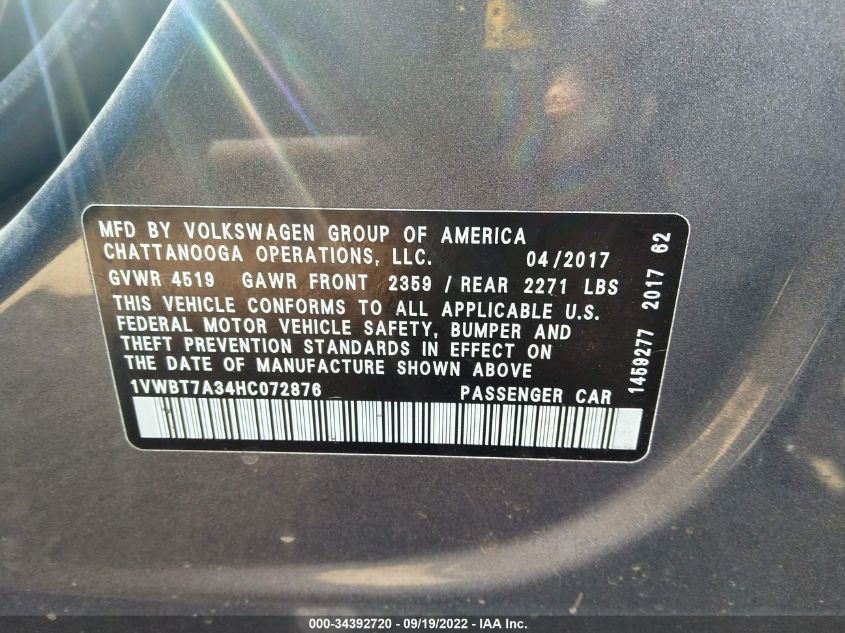 MFD BY VOLKSWAGEN GROUP OF AMERICA
CHATTANOOGA OPERATIONS, LLC. 04/2017
GVWR 4519 GAWR FRONT 2359 / REAR 2271 LBS
THIS VEHICLE CONFORMS TO ALL APPLICABLE U.S.
FEDERAL MOTOR VEHICLE SAFETY, BUMPER AND
THEFT PREVENTION STANDARDS IN EFFECT ON
THE DATE OF MANUFACTURE SHOWN ABOVE
1VWBT7A34HC072876 PASSENGER CAR
1459277 2017 62
000-34392720 - 09/19/2022 - IAA Inc.